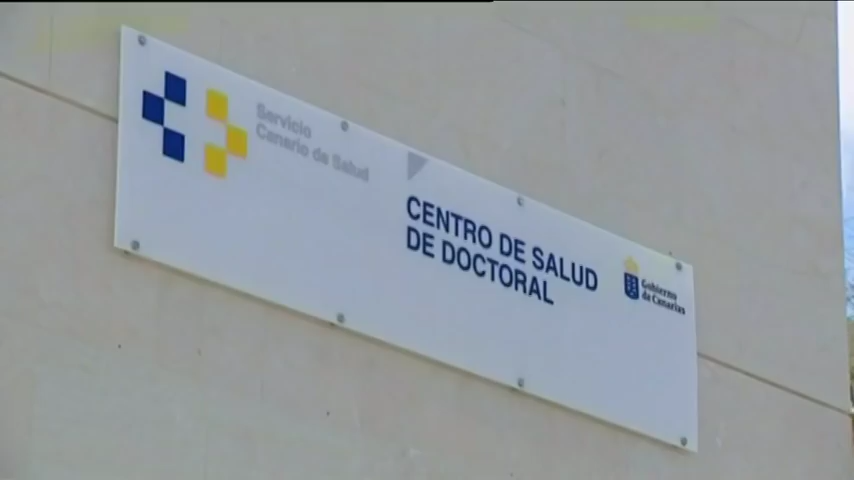 Servicio
Canario de Salud
CENTRO DE SALUD
DE DOCTORAL
Gobierno
de Canarias